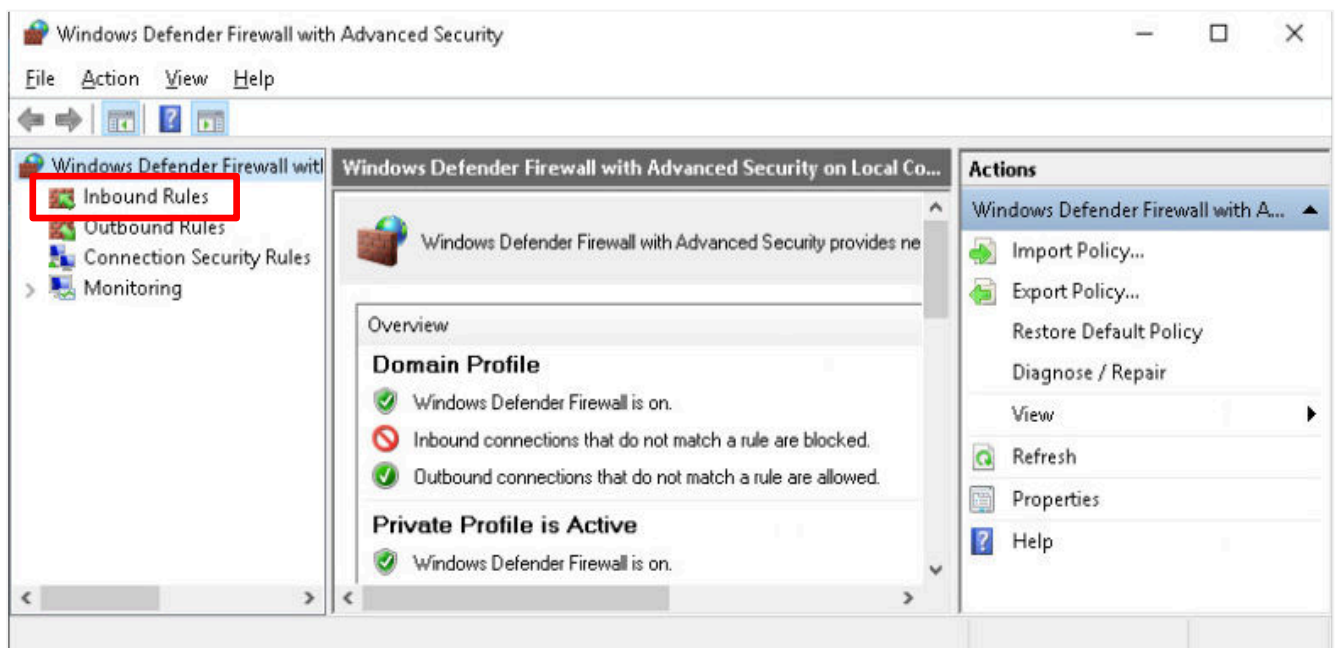 Windows Defender Firewall with Advanced Security
File Action View Help
Windows Defender Firewall witl
Inbound Rules
Outbound Rules
Connection Security Rules
Monitoring
Windows Defender Firewall with Advanced Security on Local Co...
Windows Defender Firewall with Advanced Security provides ne
Overview
Domain Profile
Windows Defender Firewall is on.
Inbound connections that do not match a rule are blocked.
Outbound connections that do not match a rule are allowed.
Private Profile is Active
Windows Defender Firewall is on.
Actions
Windows Defender Firewall with A...
Import Policy...
Export Policy...
Restore Default Policy
Diagnose / Repair
View
Refresh
Properties
Help